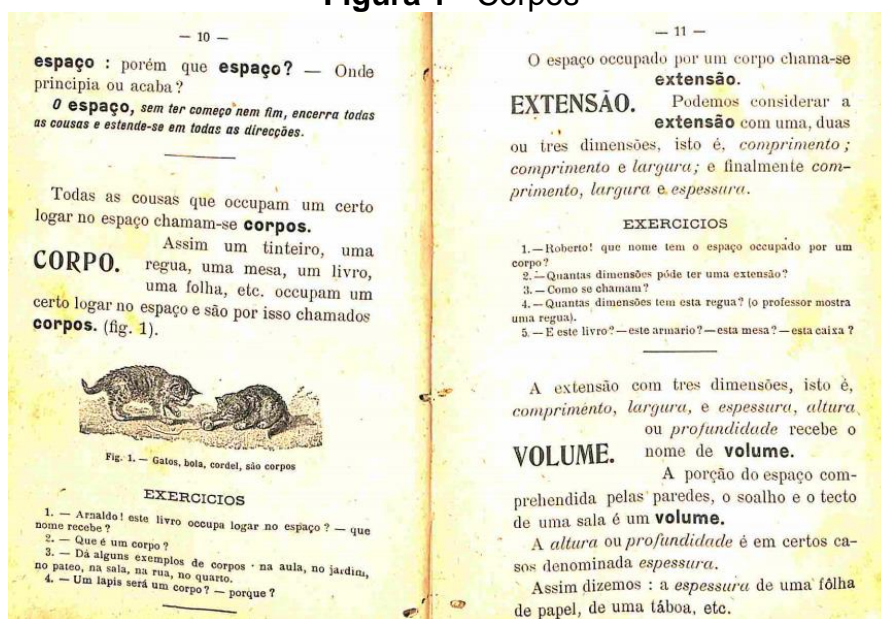 Figura 1 - Corpos
— 10 —
espaço : porém que espaço? — Onde
principia ou acaba?
O espaço, sem ter começo nem fim, encerra todas
as cousas e estende-se em todas as direcções.
Todas as cousas que occupam um certo
logar no espaço chamam-se corpos.
Assim um tinteiro, uma
CORPO. regua, uma mesa, um livro,
uma folha, etc. occupam um
certo logar no espaço e são por isso chamados
corpos. (fig. 1).
Fig. 1. — Gatos, bola, cordel, são corpos
EXERCICIOS
1. — Arnaldo! este livro occupa logar no espaço ? — que
nome recebe ?
2. — Que é um corpo ?
3. — Dá alguns exemplos de corpos · na aula, no jardim,
no pateo, na sala, na rua, no quarto.
4. — Um lapis será um corpo? — porque ?
— 11 —
O espaço occupado por um corpo chama-se
extensão.
EXTENSÃO. Podemos considerar a
extensão com uma, duas
ou tres dimensões, isto é, comprimento ;
comprimento e largura; e finalmente com-
primento, largura e espessura.
EXERCICIOS
1. — Roberto! que nome tem o espaço occupado por um
corpo?
2. — Quantas dimensões póde ter uma extensão?
3. — Como se chamam?
4. — Quantas dimensões tem esta regua? (o professor mostra
uma regua).
5. — E este livro? — este armario? — esta mesa? — esta caixa ?
A extensão com tres dimensões, isto é,
comprimento, largura, e espessura, altura
ou profundidade recebe o
VOLUME. nome de volume.
A porção do espaço com-
prehendida pelas paredes, o soalho e o tecto
de uma sala é um volume.
A altura ou profundidade é em certos ca-
sos denominada espessura.
Assim dizemos : a espessura de uma fôlha
de papel, de uma táboa, etc.